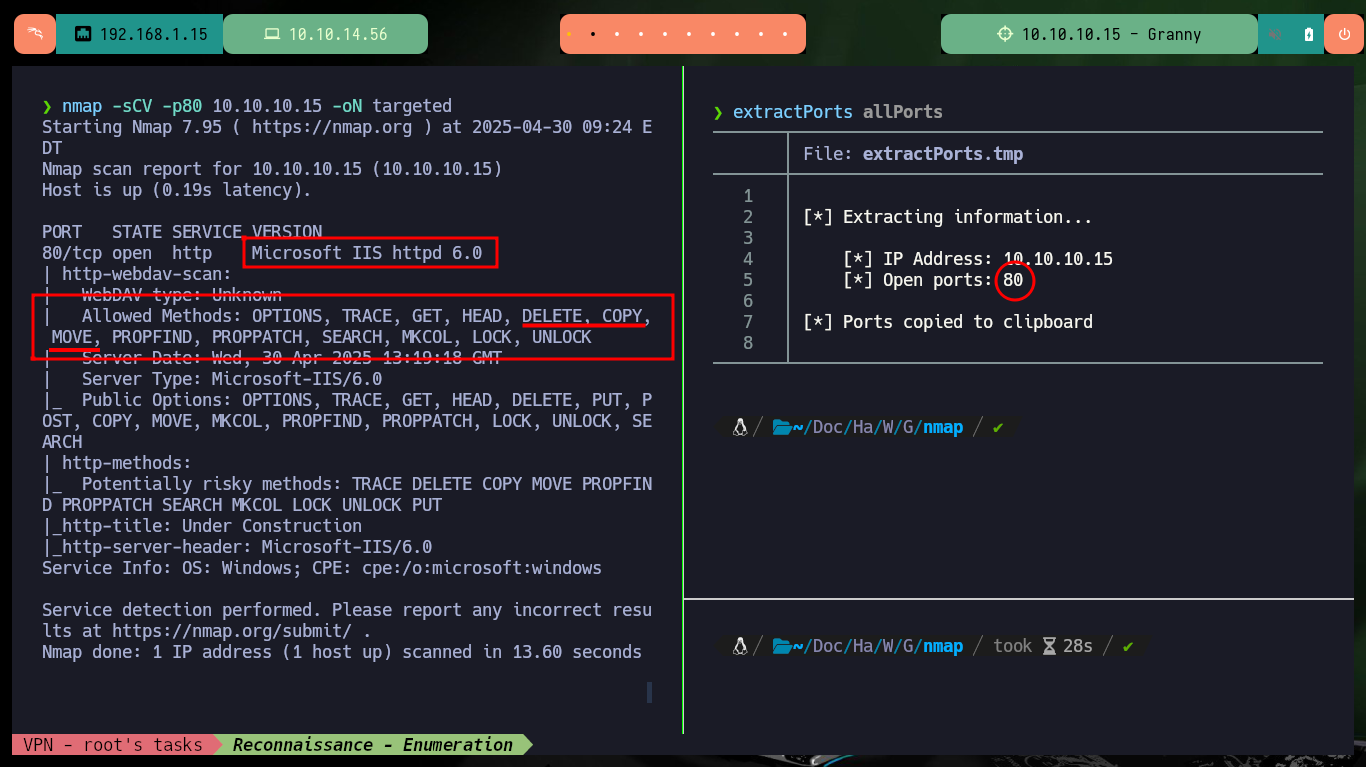 192.168.1.15
10.10.14.56
10.10.10.15 - Granny
❯ nmap -sCV -p80 10.10.10.15 -oN targeted
Starting Nmap 7.95 ( https://nmap.org ) at 2025-04-30 09:24 E
DT
Nmap scan report for 10.10.10.15 (10.10.10.15)
Host is up (0.19s latency).
PORT   STATE SERVICE VERSION
80/tcp open  http    Microsoft IIS httpd 6.0
| http-webdav-scan:
|   WebDAV type: Unknown
|   Allowed Methods: OPTIONS, TRACE, GET, HEAD, DELETE, COPY,
 MOVE, PROPFIND, PROPPATCH, SEARCH, MKCOL, LOCK, UNLOCK
|   Server Date: Wed, 30 Apr 2025 13:19:18 GMT
|   Server Type: Microsoft-IIS/6.0
|_  Public Options: OPTIONS, TRACE, GET, HEAD, DELETE, PUT, P
OST, COPY, MOVE, MKCOL, PROPFIND, PROPPATCH, LOCK, UNLOCK, SE
ARCH
| http-methods:
|_  Potentially risky methods: TRACE DELETE COPY MOVE PROPFIN
D PROPPATCH SEARCH MKCOL LOCK UNLOCK PUT
|_http-title: Under Construction
|_http-server-header: Microsoft-IIS/6.0
Service Info: OS: Windows; CPE: cpe:/o:microsoft:windows
Service detection performed. Please report any incorrect resu
lts at https://nmap.org/submit/ .
Nmap done: 1 IP address (1 host up) scanned in 13.60 seconds
❯ extractPorts allPorts
File: extractPorts.tmp
1
2 [*] Extracting information...
3
4     [*] IP Address: 10.10.10.15
5     [*] Open ports: 80
6
7 [*] Ports copied to clipboard
8
/ ~/Doc/Ha/W/G/nmap / ✔
/ ~/Doc/Ha/W/G/nmap / took 28s / ✔
VPN - root's tasks
Reconnaissance - Enumeration